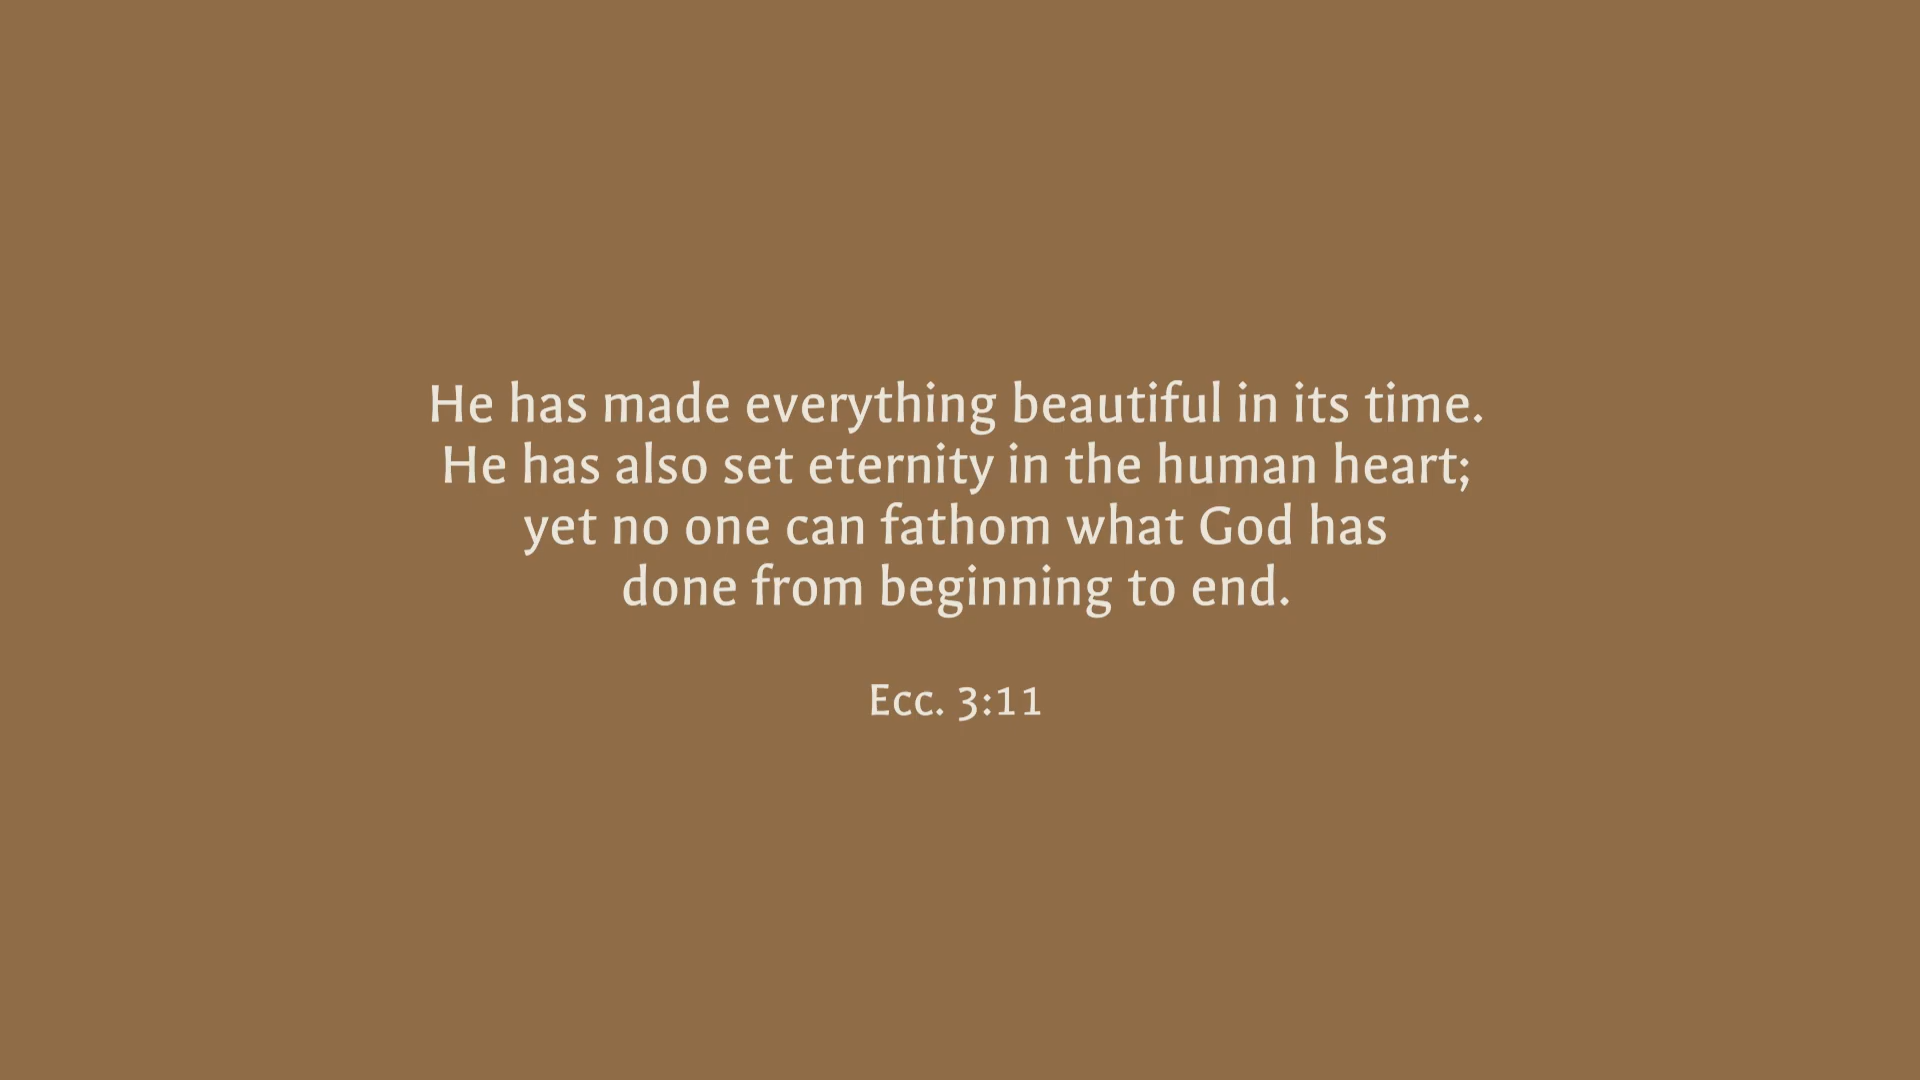 He has made everything beautiful in its time.
He has also set eternity in the human heart;
yet no one can fathom what God has
done from beginning to end.
Ecc. 3:11